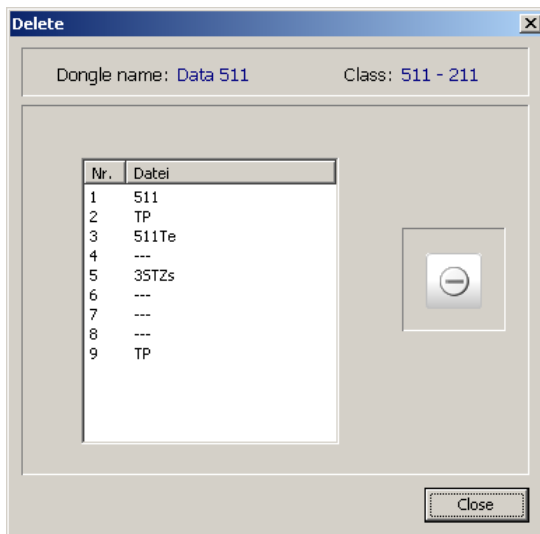 Delete
Dongle name: Data 511 Class: 511 - 211
Nr. Datei
1 511
2 TP
3 511Te
4 ---
5 3STZs
6 ---
7 ---
8 ---
9 TP
Close